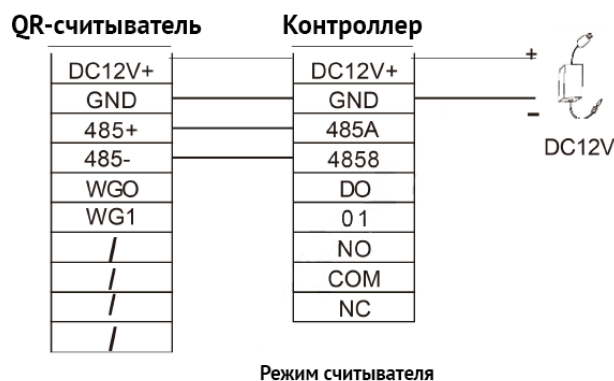 QR-считыватель Контроллер
DC12V+ DC12V+ +
GND GND -
485+ 485A DC12V
485- 4858
WGO DO
WG1 01
/ NO
/ COM
/ NC
/
Режим считывателя